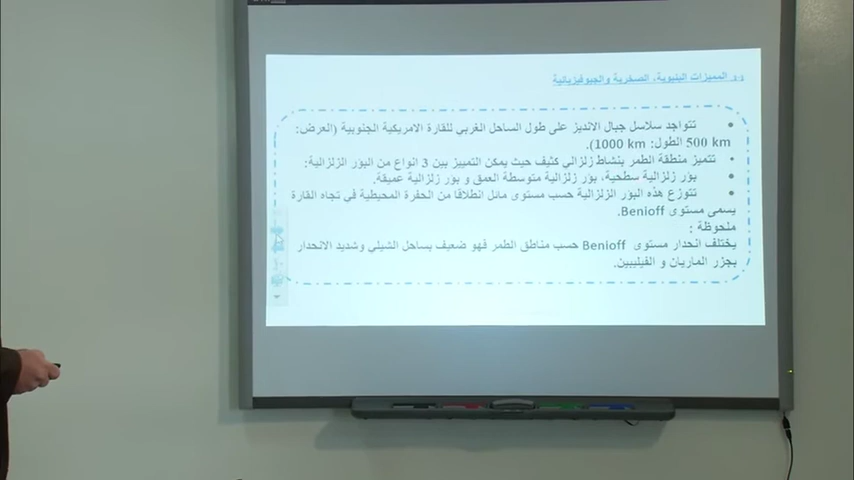 المميزات البنيوية، الصخرية والجيوفيزيائية
• تتواجد سلاسل جبال الانديز على طول الساحل الغربي للقارة الامريكية الجنوبية (العرض:
500 km الطول: 1000 km).
• تتميز منطقة الطمر بنشاط زلزالي كثيف حيث يمكن التمييز بين 3 انواع من البؤر الزلزالية:
• بؤر زلزالية سطحية، بؤر زلزالية متوسطة العمق و بؤر زلزالية عميقة.
• تتوزع هذه البؤر الزلزالية حسب مستوى مائل انطلاقا من الحفرة المحيطية في تجاه القارة
يسمى مستوى Benioff.
ملحوظة :
يختلف انحدار مستوى Benioff حسب مناطق الطمر فهو ضعيف بساحل الشيلي وشديد الانحدار
بجزر الماريان و الفيليبين.